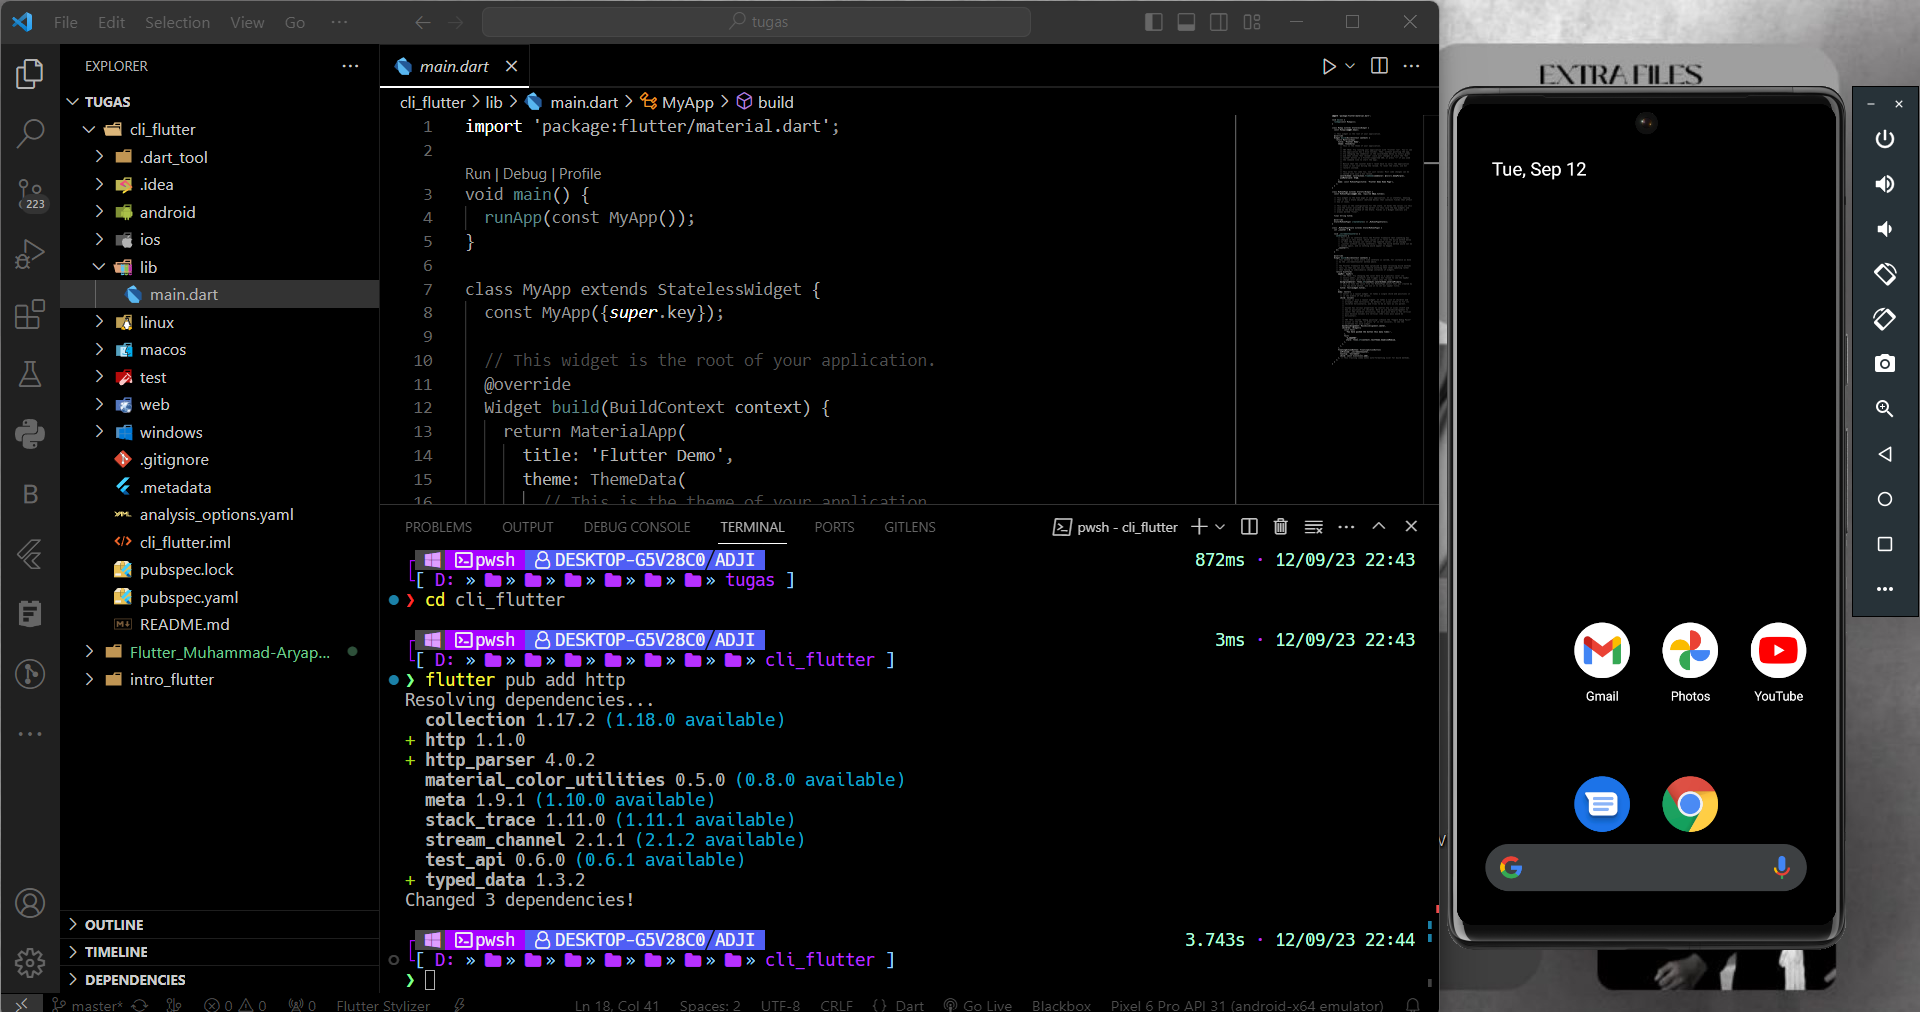 File Edit Selection View Go ··· tugas
EXPLORER
TUGAS
cli_flutter
.dart_tool
.idea
android
ios
lib
main.dart
linux
macos
test
web
windows
.gitignore
.metadata
analysis_options.yaml
cli_flutter.iml
pubspec.lock
pubspec.yaml
README.md
Flutter_Muhammad-Aryap...
intro_flutter
OUTLINE
TIMELINE
DEPENDENCIES
223
main.dart
cli_flutter > lib > main.dart > MyApp > build
1 import 'package:flutter/material.dart';
2
Run | Debug | Profile
3 void main() {
4 runApp(const MyApp());
5 }
6
7 class MyApp extends StatelessWidget {
8 const MyApp({super.key});
9
10 // This widget is the root of your application.
11 @override
12 Widget build(BuildContext context) {
13 return MaterialApp(
14 title: 'Flutter Demo',
15 theme: ThemeData(
16 // This is the theme of your application
PROBLEMS OUTPUT DEBUG CONSOLE TERMINAL PORTS GITLENS
pwsh - cli_flutter
pwsh DESKTOP-G5V28C0/ADJI 872ms · 12/09/23 22:43
[ D: » » » » » » » tugas ]
❯ cd cli_flutter
pwsh DESKTOP-G5V28C0/ADJI 3ms · 12/09/23 22:43
[ D: » » » » » » » » cli_flutter ]
❯ flutter pub add http
Resolving dependencies...
collection 1.17.2 (1.18.0 available)
+ http 1.1.0
+ http_parser 4.0.2
material_color_utilities 0.5.0 (0.8.0 available)
meta 1.9.1 (1.10.0 available)
stack_trace 1.11.0 (1.11.1 available)
stream_channel 2.1.1 (2.1.2 available)
test_api 0.6.0 (0.6.1 available)
+ typed_data 1.3.2
Changed 3 dependencies!
pwsh DESKTOP-G5V28C0/ADJI 3.743s · 12/09/23 22:44
[ D: » » » » » » » » cli_flutter ]
❯
master* 0 0 0 Flutter Stylizer Ln 18, Col 41 Spaces: 2 UTF-8 CRLF {} Dart Go Live Blackbox Pixel 6 Pro API 31 (android-x64 emulator)
EXTRA FILES
Tue, Sep 12
Gmail Photos YouTube